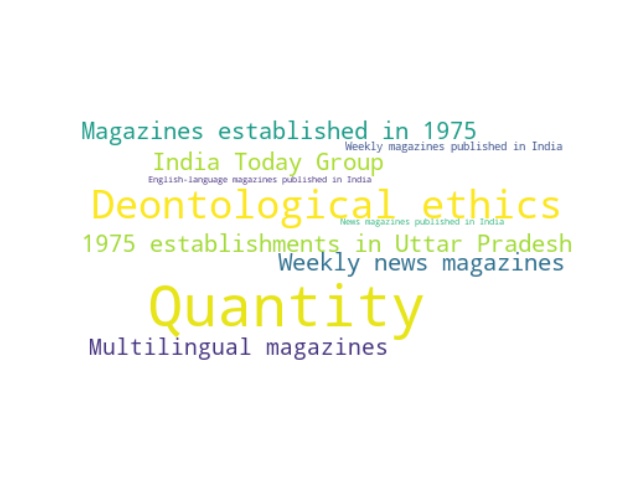 Magazines established in 1975
Weekly magazines published in India
India Today Group
English-language magazines published in India
Deontological ethics
News magazines published in India
1975 establishments in Uttar Pradesh
Weekly news magazines
Quantity
Multilingual magazines